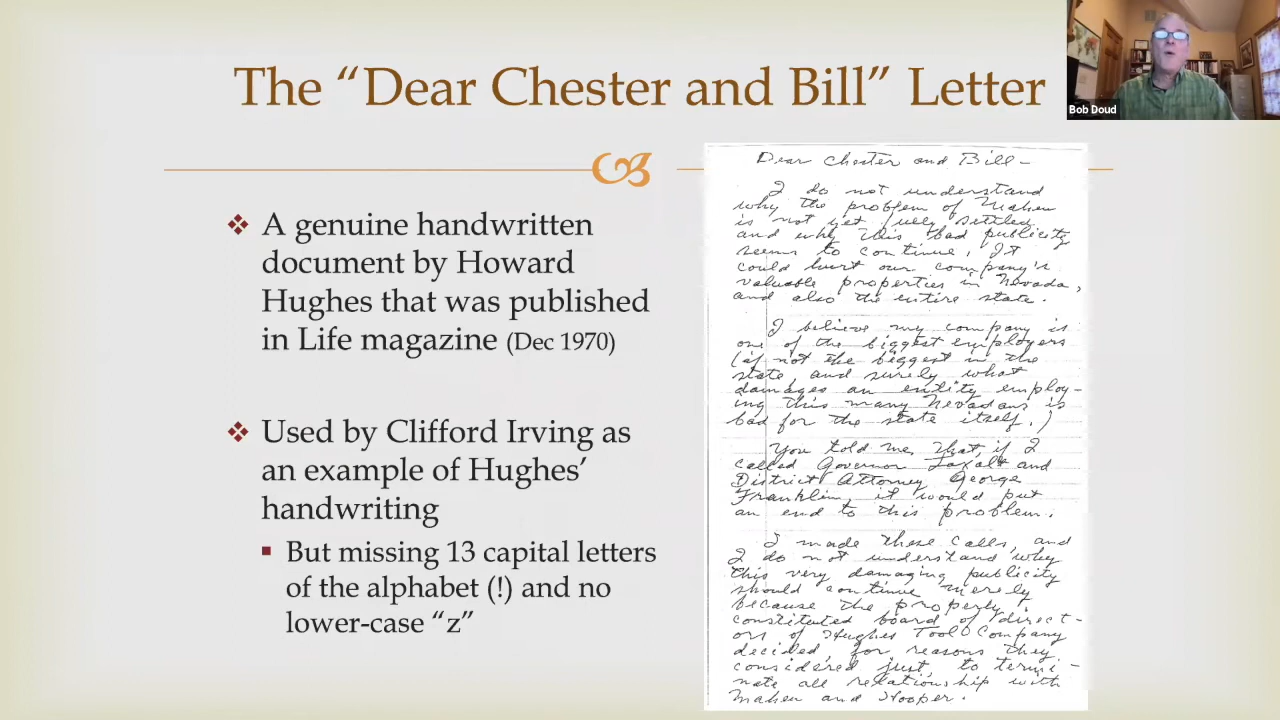 The “Dear Chester and Bill” Letter
Bob Doud
❖ A genuine handwritten
document by Howard
Hughes that was published
in Life magazine (Dec 1970)
❖ Used by Clifford Irving as
an example of Hughes’
handwriting
▪ But missing 13 capital letters
of the alphabet (!) and no
lower-case “z”
Dear Chester and Bill –
I do not understand
why the problem of Maheu
is not yet fully settled
and why this bad publicity
seems to continue. It
could hurt our company's
valuable properties in Nevada,
and also the entire state.
I believe my company is
one of the biggest employers
(if not the biggest in the
state and surely what
damages an entity employ-
ing this many Nevadans is
bad for the state itself.)
You told me that if I
called Governor Laxalt and
District Attorney George
Franklin, it would put
an end to this problem.
I made these calls, and
I do not understand why
this very damaging publicity
should continue merely
because the properly
constituted board of direct-
ors of Hughes Tool Company
decided, for reasons they
considered just, to termi-
nate all relationship with
Maheu and Hooper.